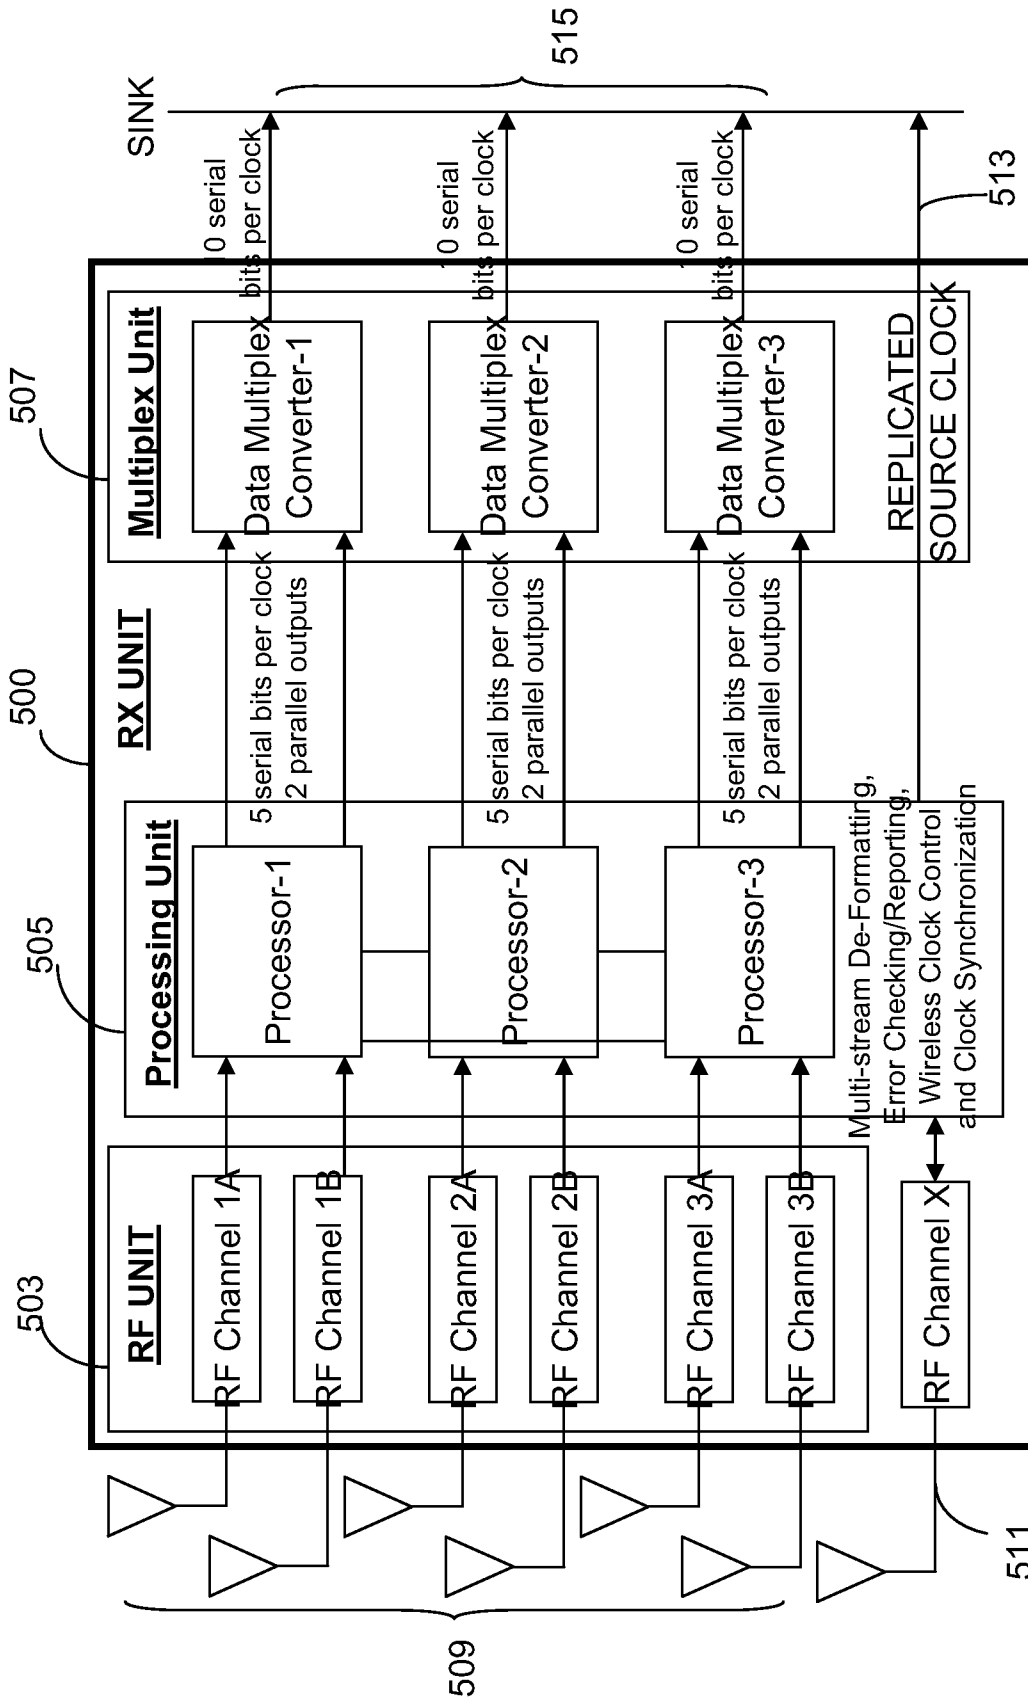 500
503
505
507
RX UNIT
SINK
RF UNIT
Processing Unit
Multiplex Unit
RF Channel 1A
RF Channel 1B
RF Channel 2A
RF Channel 2B
RF Channel 3A
RF Channel 3B
RF Channel X
Processor-1
Processor-2
Processor-3
Multi-stream De-Formatting,
Error Checking/Reporting,
Wireless Clock Control
and Clock Synchronization
5 serial bits per clock
2 parallel outputs
5 serial bits per clock
2 parallel outputs
5 serial bits per clock
2 parallel outputs
Data Multiplex
Converter-1
Data Multiplex
Converter-2
Data Multiplex
Converter-3
REPLICATED
SOURCE CLOCK
10 serial
bits per clock
10 serial
bits per clock
10 serial
bits per clock
509
511
513
515